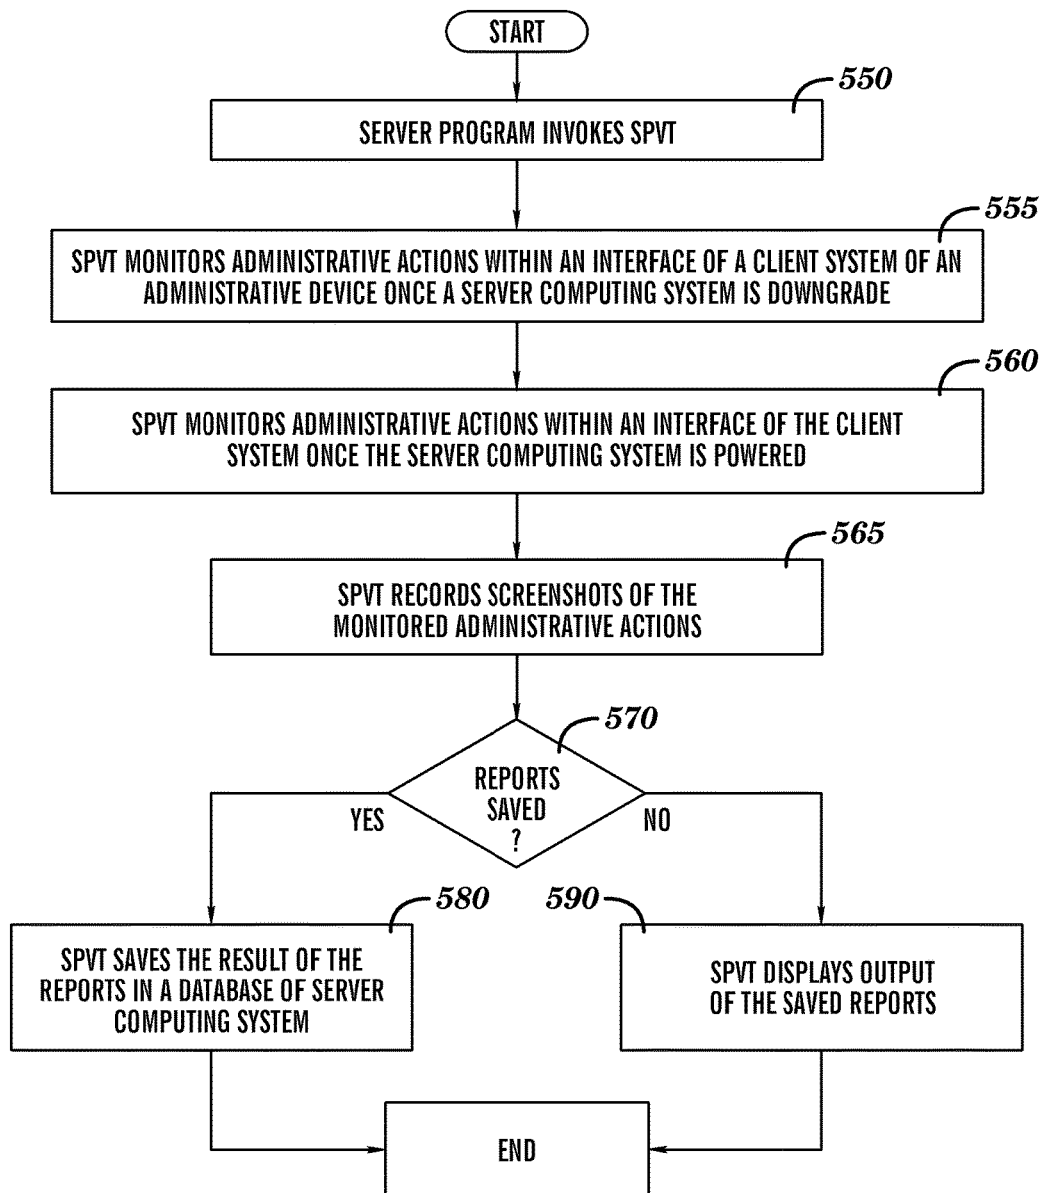 START
550
SERVER PROGRAM INVOKES SPVT
555
SPVT MONITORS ADMINISTRATIVE ACTIONS WITHIN AN INTERFACE OF A CLIENT SYSTEM OF AN
ADMINISTRATIVE DEVICE ONCE A SERVER COMPUTING SYSTEM IS DOWNGRADE
560
SPVT MONITORS ADMINISTRATIVE ACTIONS WITHIN AN INTERFACE OF THE CLIENT
SYSTEM ONCE THE SERVER COMPUTING SYSTEM IS POWERED
565
SPVT RECORDS SCREENSHOTS OF THE
MONITORED ADMINISTRATIVE ACTIONS
570
REPORTS
SAVED
?
YES
NO
580
SPVT SAVES THE RESULT OF THE
REPORTS IN A DATABASE OF SERVER
COMPUTING SYSTEM
590
SPVT DISPLAYS OUTPUT
OF THE SAVED REPORTS
END